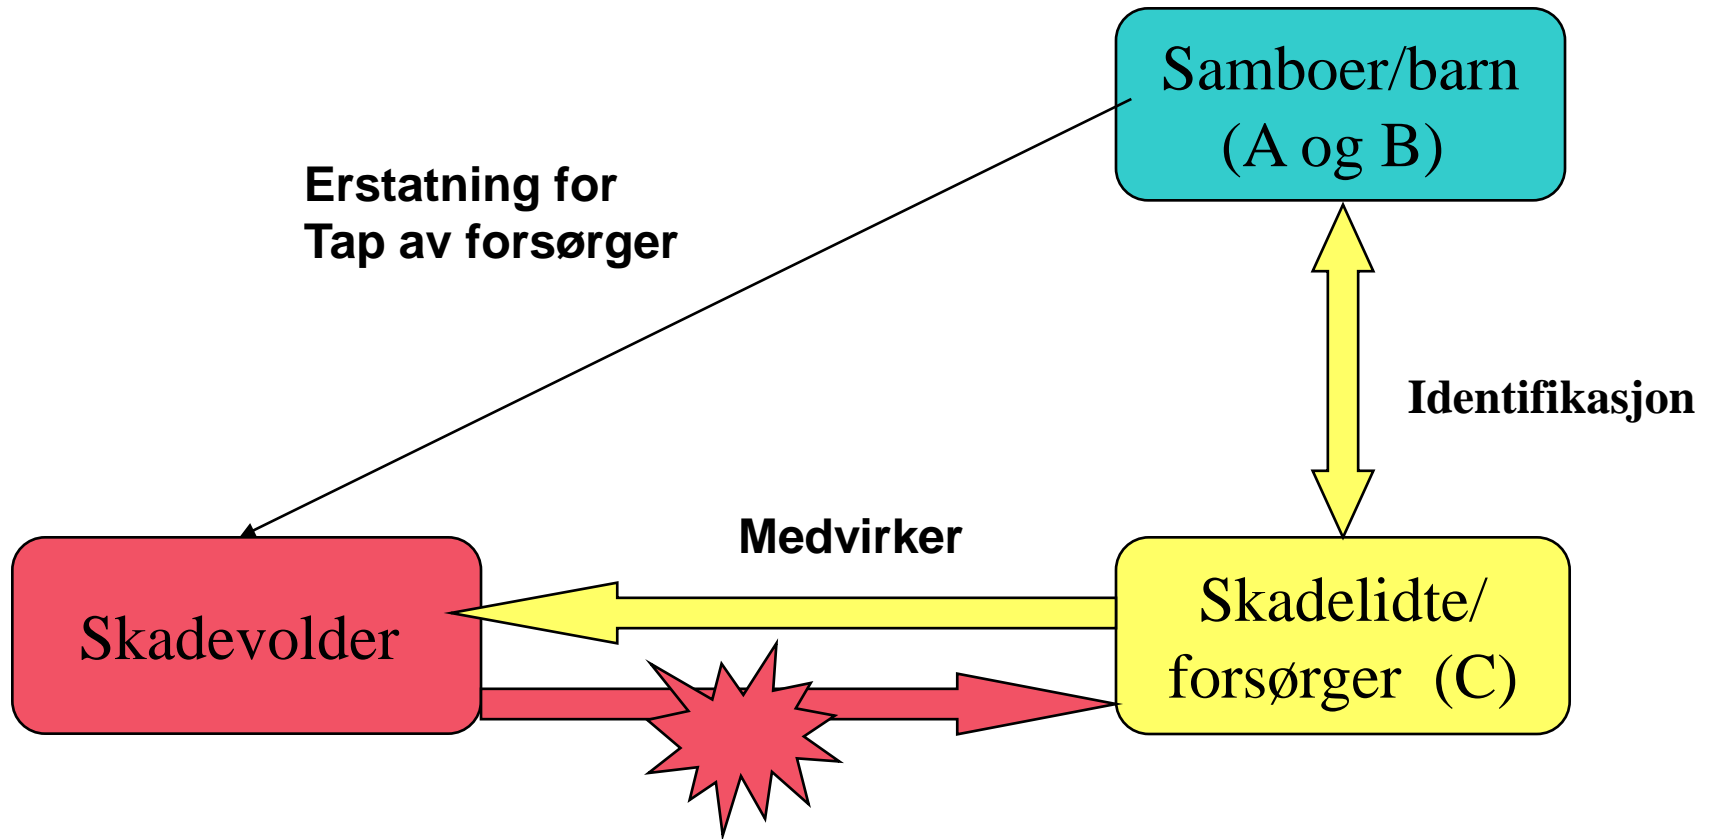 Samboer/barn
(A og B)
Erstatning for
Tap av forsørger
Identifikasjon
Medvirker
Skadevolder
Skadelidte/
forsørger (C)